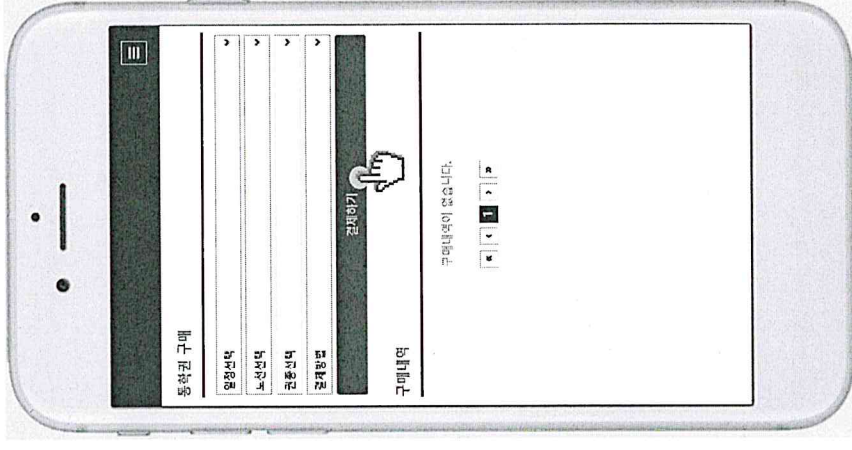 통학권 구매
일정선택
노선선택
권종선택
결제방법
결제하기
구매내역
구매내역이 없습니다.
« ‹ 1 › »